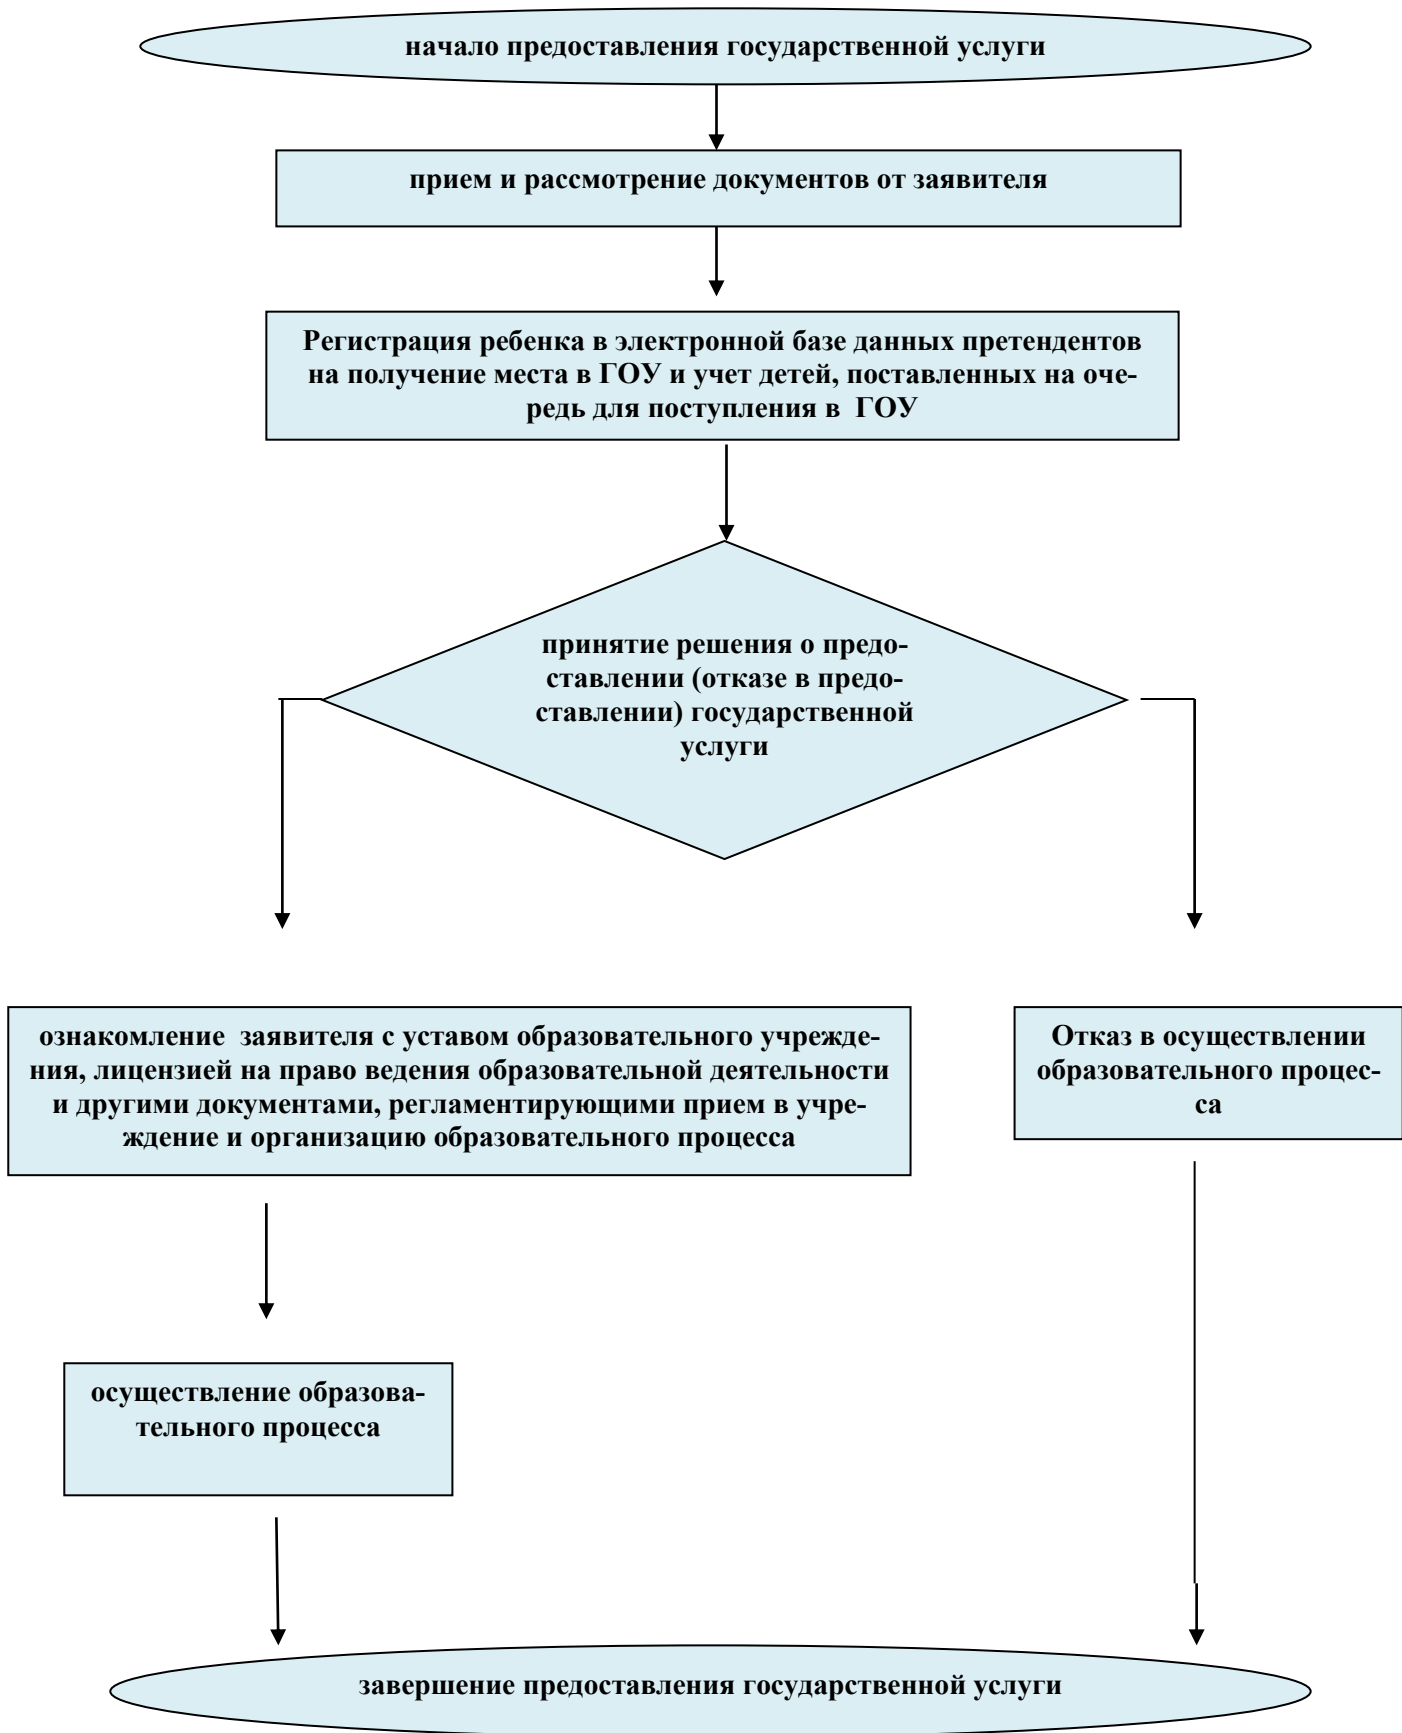 начало предоставления государственной услуги
прием и рассмотрение документов от заявителя
Регистрация ребенка в электронной базе данных претендентов
на получение места в ГОУ и учет детей, поставленных на оче-
редь для поступления в ГОУ
принятие решения о предо-
ставлении (отказе в предо-
ставлении) государственной
услуги
ознакомление заявителя с уставом образовательного учрежде-
ния, лицензией на право ведения образовательной деятельности
и другими документами, регламентирующими прием в учре-
ждение и организацию образовательного процесса
Отказ в осуществлении
образовательного процес-
са
осуществление образова-
тельного процесса
завершение предоставления государственной услуги